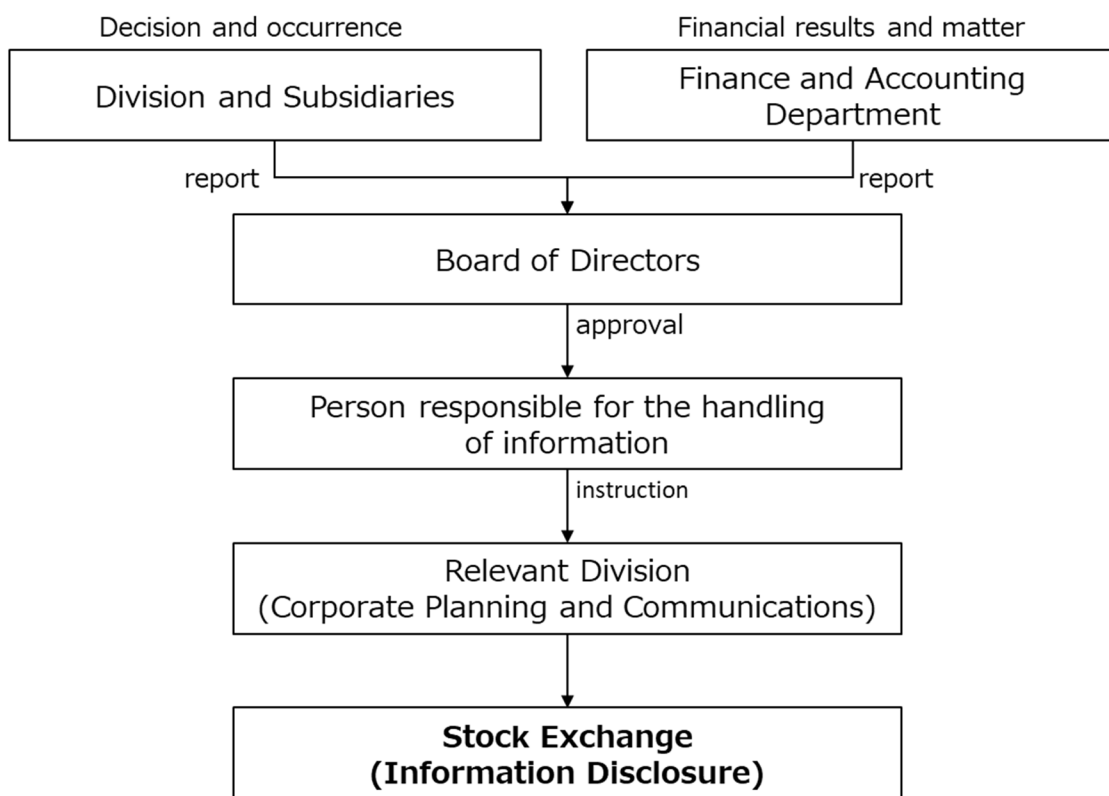 Decision and occurrence
Financial results and matter
Division and Subsidiaries
Finance and Accounting
Department
report
report
Board of Directors
approval
Person responsible for the handling
of information
instruction
Relevant Division
(Corporate Planning and Communications)
Stock Exchange
(Information Disclosure)